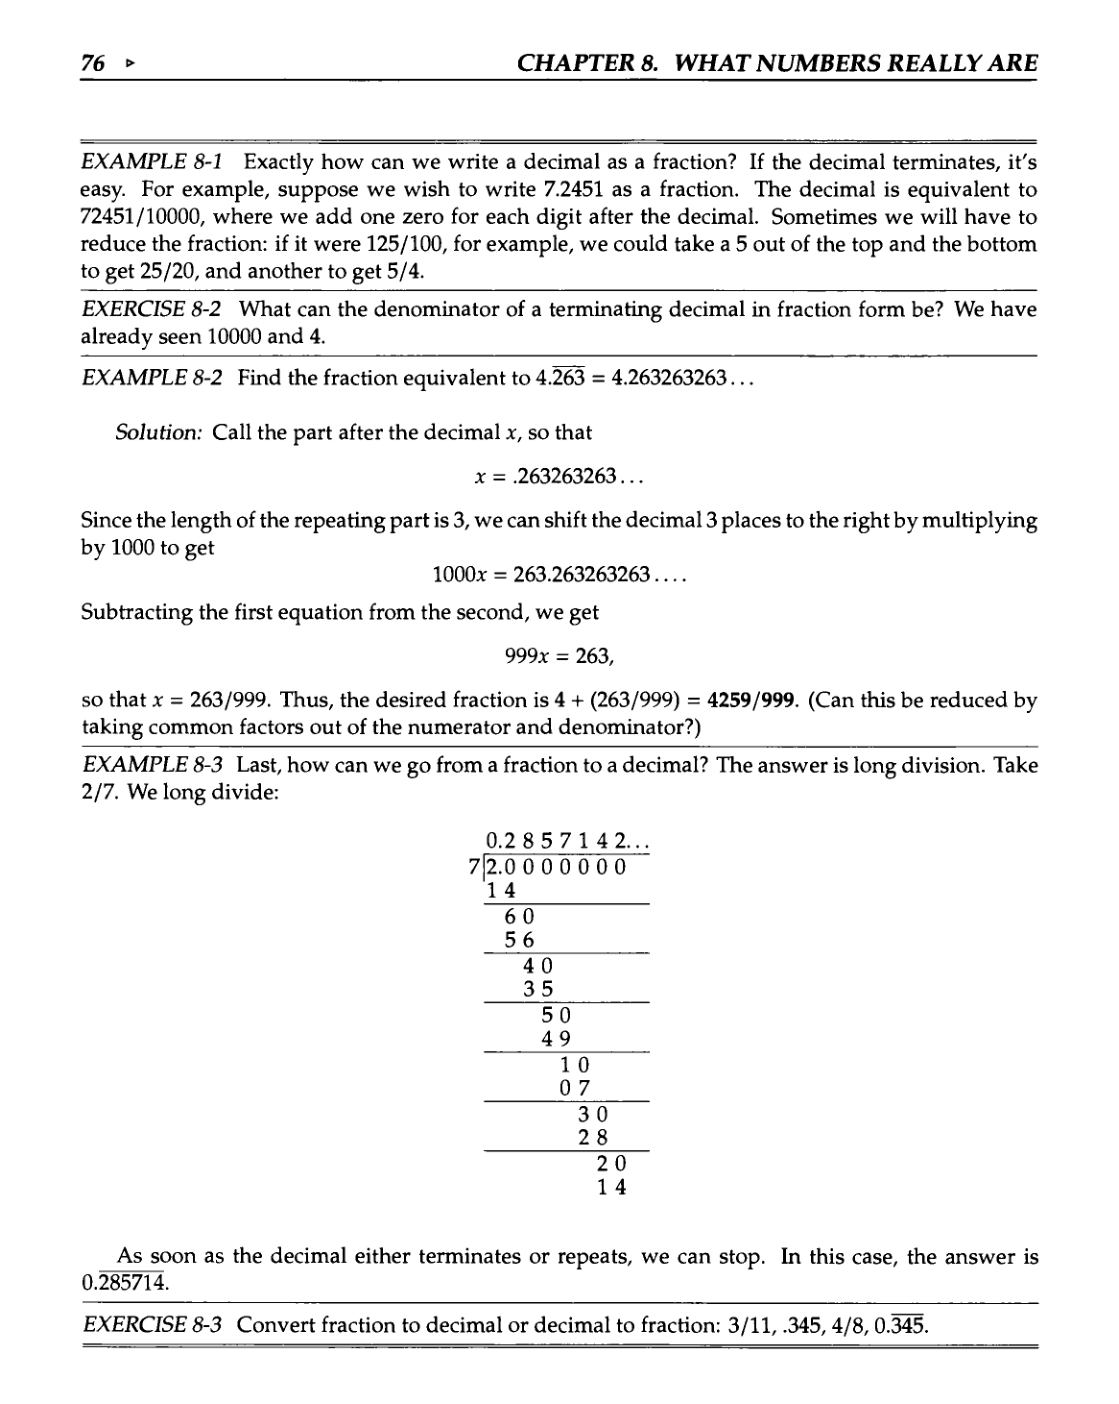 76 ▹ CHAPTER 8. WHAT NUMBERS REALLY ARE
EXAMPLE 8-1 Exactly how can we write a decimal as a fraction? If the decimal terminates, it's
easy. For example, suppose we wish to write 7.2451 as a fraction. The decimal is equivalent to
72451/10000, where we add one zero for each digit after the decimal. Sometimes we will have to
reduce the fraction: if it were 125/100, for example, we could take a 5 out of the top and the bottom
to get 25/20, and another to get 5/4.
EXERCISE 8-2 What can the denominator of a terminating decimal in fraction form be? We have
already seen 10000 and 4.
EXAMPLE 8-2 Find the fraction equivalent to 4.2̅6̅3̅ = 4.263263263...
Solution: Call the part after the decimal x, so that
x = .263263263...
Since the length of the repeating part is 3, we can shift the decimal 3 places to the right by multiplying
by 1000 to get
1000x = 263.263263263....
Subtracting the first equation from the second, we get
999x = 263,
so that x = 263/999. Thus, the desired fraction is 4 + (263/999) = 4259/999. (Can this be reduced by
taking common factors out of the numerator and denominator?)
EXAMPLE 8-3 Last, how can we go from a fraction to a decimal? The answer is long division. Take
2/7. We long divide:
0.2 8 5 7 1 4 2...
7|2.0 0 0 0 0 0 0
1 4
6 0
5 6
4 0
3 5
5 0
4 9
1 0
0 7
3 0
2 8
2 0
1 4
As soon as the decimal either terminates or repeats, we can stop. In this case, the answer is
0.2̅8̅5̅7̅1̅4̅.
EXERCISE 8-3 Convert fraction to decimal or decimal to fraction: 3/11, .345, 4/8, 0.3̅4̅5̅.